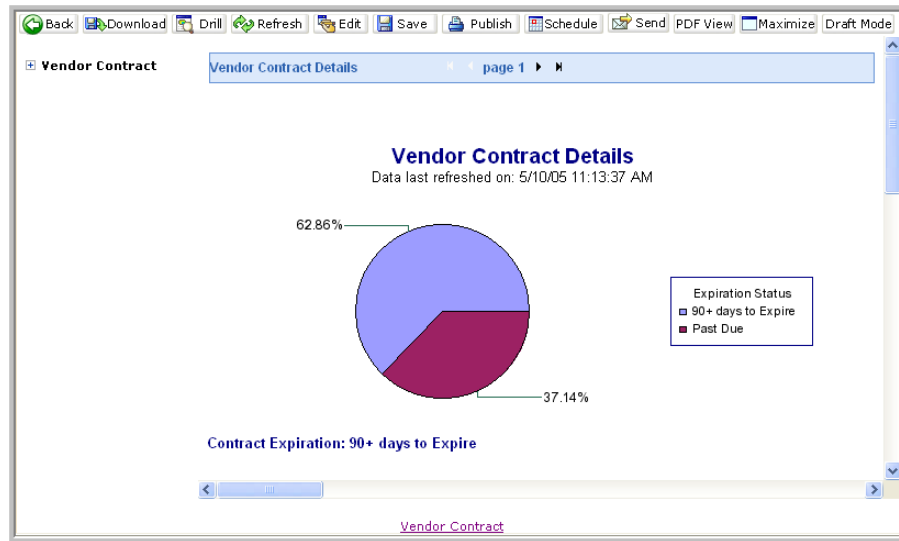 Back Download Drill Refresh Edit Save Publish Schedule Send PDF View Maximize Draft Mode
Vendor Contract
Vendor Contract Details page 1
Vendor Contract Details
Data last refreshed on: 5/10/05 11:13:37 AM
62.86%
Expiration Status
90+ days to Expire
Past Due
37.14%
Contract Expiration: 90+ days to Expire
Vendor Contract